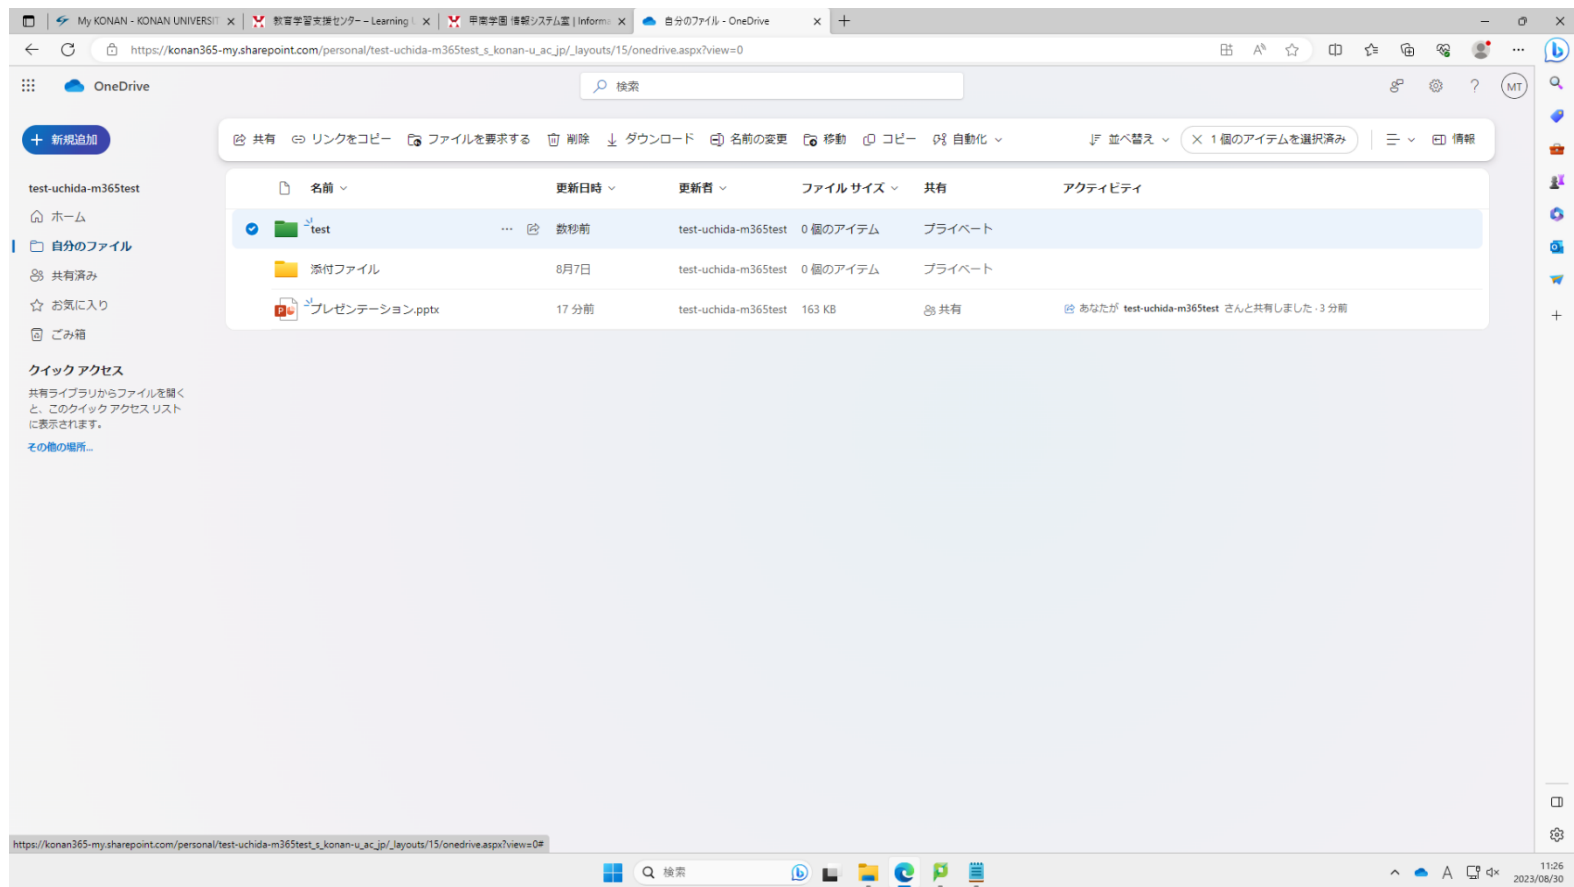 My KONAN - KONAN UNIVERSIT
教育学習支援センター – Learning
甲南学園 情報システム室 | Informa
自分のファイル - OneDrive
https://konan365-my.sharepoint.com/personal/test-uchida-m365test_s_konan-u_ac_jp/_layouts/15/onedrive.aspx?view=0
OneDrive
検索
MT
新規追加
共有 リンクをコピー ファイルを要求する 削除 ダウンロード 名前の変更 移動 コピー 自動化 並べ替え 1 個のアイテムを選択済み 情報
test-uchida-m365test
ホーム
自分のファイル
共有済み
お気に入り
ごみ箱
クイック アクセス
共有ライブラリからファイルを開く
と、このクイック アクセス リスト
に表示されます。
その他の場所...
名前 更新日時 更新者 ファイル サイズ 共有 アクティビティ
test 数秒前 test-uchida-m365test 0 個のアイテム プライベート
添付ファイル 8月7日 test-uchida-m365test 0 個のアイテム プライベート
プレゼンテーション.pptx 17 分前 test-uchida-m365test 163 KB 共有 あなたが test-uchida-m365test さんと共有しました · 3 分前
https://konan365-my.sharepoint.com/personal/test-uchida-m365test_s_konan-u_ac_jp/_layouts/15/onedrive.aspx?view=0#
検索
A
11:26
2023/08/30